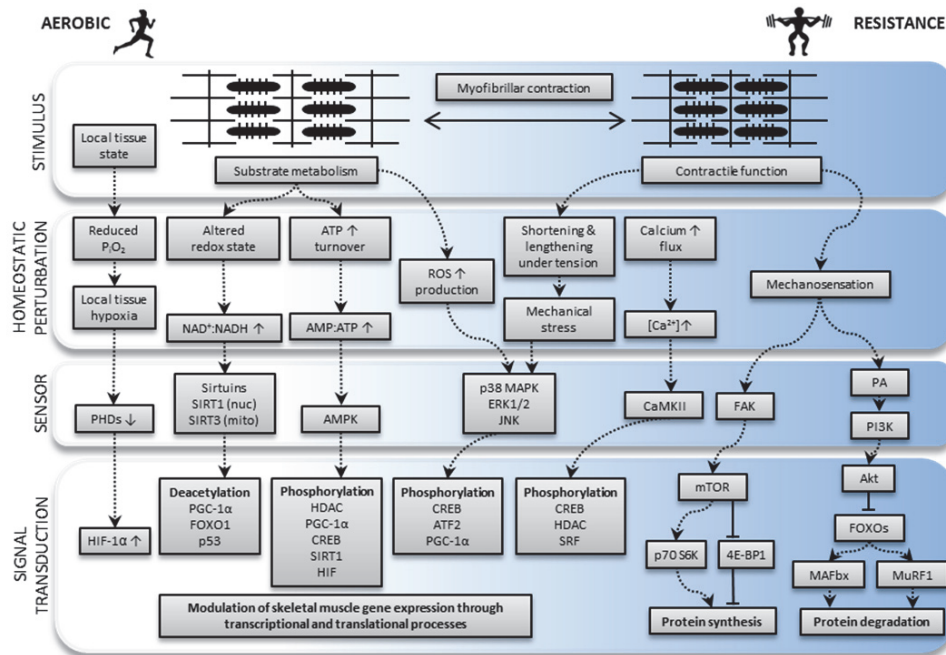 AEROBIC
RESISTANCE
STIMULUS
Myofibrillar contraction
Local tissue
state
Substrate metabolism
Contractile function
HOMEOSTATIC
PERTURBATION
Reduced
PᵢO₂
Altered
redox state
ATP ↑
turnover
Shortening &
lengthening
under tension
Calcium ↑
flux
ROS ↑
production
Mechanosensation
Local tissue
hypoxia
NAD⁺:NADH ↑
AMP:ATP ↑
Mechanical
stress
[Ca²⁺]↑
SENSOR
PHDs ↓
Sirtuins
SIRT1 (nuc)
SIRT3 (mito)
AMPK
p38 MAPK
ERK1/2
JNK
CaMKII
FAK
PA
PI3K
SIGNAL
TRANSDUCTION
HIF-1α ↑
Deacetylation
PGC-1α
FOXO1
p53
Phosphorylation
HDAC
PGC-1α
CREB
SIRT1
HIF
Phosphorylation
CREB
ATF2
PGC-1α
Phosphorylation
CREB
HDAC
SRF
mTOR
Akt
FOXOs
p70 S6K
4E-BP1
MAFbx
MuRF1
Modulation of skeletal muscle gene expression through
transcriptional and translational processes
Protein synthesis
Protein degradation